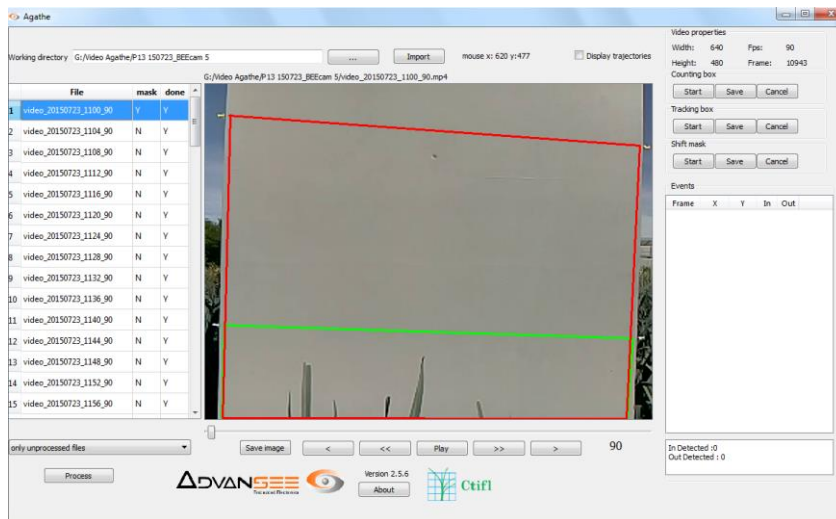 Agathe
Working directory G:/Video Agathe/P13 150723_BEEcam 5 ... Import mouse x: 620 y:477 Display trajectories
G:/Video Agathe/P13 150723_BEEcam 5/video_20150723_1100_90.mp4
File mask done
1 video_20150723_1100_90 Y Y
2 video_20150723_1104_90 N Y
3 video_20150723_1108_90 N Y
4 video_20150723_1112_90 N Y
5 video_20150723_1116_90 N Y
6 video_20150723_1120_90 N Y
7 video_20150723_1124_90 N Y
8 video_20150723_1128_90 N Y
9 video_20150723_1132_90 N Y
10 video_20150723_1136_90 N Y
11 video_20150723_1140_90 N Y
12 video_20150723_1144_90 N Y
13 video_20150723_1148_90 N Y
14 video_20150723_1152_90 N Y
15 video_20150723_1156_90 N Y
only unprocessed files
Process
Save image < << Play >> > 90
ADVANSEE
Version 2.5.6
About
Ctifl
Video properties
Width: 640 Fps: 90
Height: 480 Frame: 10943
Counting box
Start Save Cancel
Tracking box
Start Save Cancel
Shift mask
Start Save Cancel
Events
Frame X Y In Out
In Detected :0
Out Detected : 0